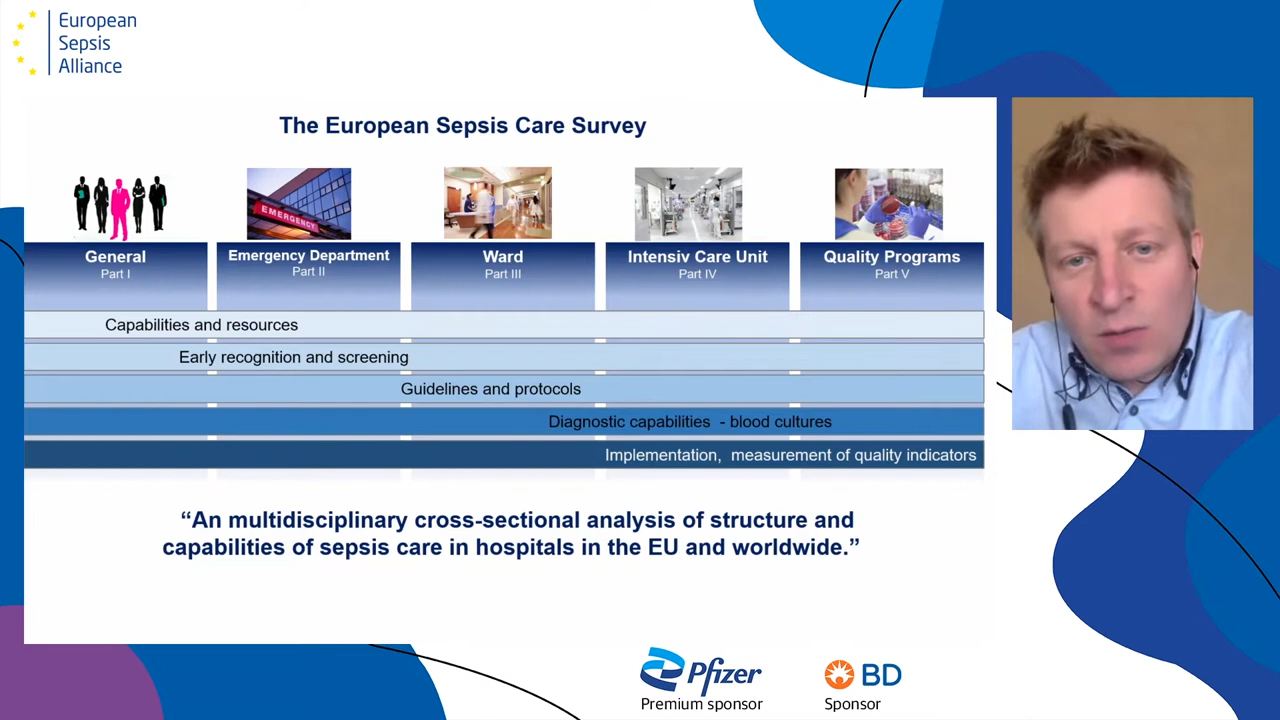 European
Sepsis
Alliance
The European Sepsis Care Survey
EMERGENCY
General
Part I
Emergency Department
Part II
Ward
Part III
Intensiv Care Unit
Part IV
Quality Programs
Part V
Capabilities and resources
Early recognition and screening
Guidelines and protocols
Diagnostic capabilities - blood cultures
Implementation, measurement of quality indicators
“An multidisciplinary cross-sectional analysis of structure and
capabilities of sepsis care in hospitals in the EU and worldwide.”
Pfizer
Premium sponsor
BD
Sponsor